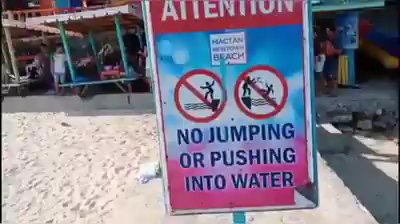 ATTENTION
MACTAN
NEWTOWN
BEACH
NO JUMPING
OR PUSHING
INTO WATER